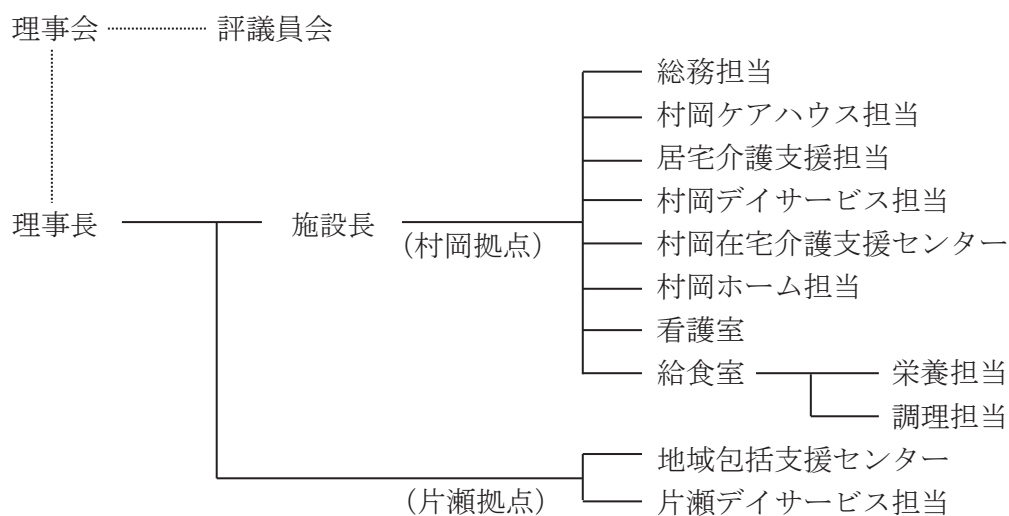 理事会 評議員会
総務担当
村岡ケアハウス担当
居宅介護支援担当
村岡デイサービス担当
理事長 施設長 (村岡拠点)
村岡在宅介護支援センター
村岡ホーム担当
看護室
給食室 栄養担当
調理担当
地域包括支援センター
(片瀬拠点) 片瀬デイサービス担当